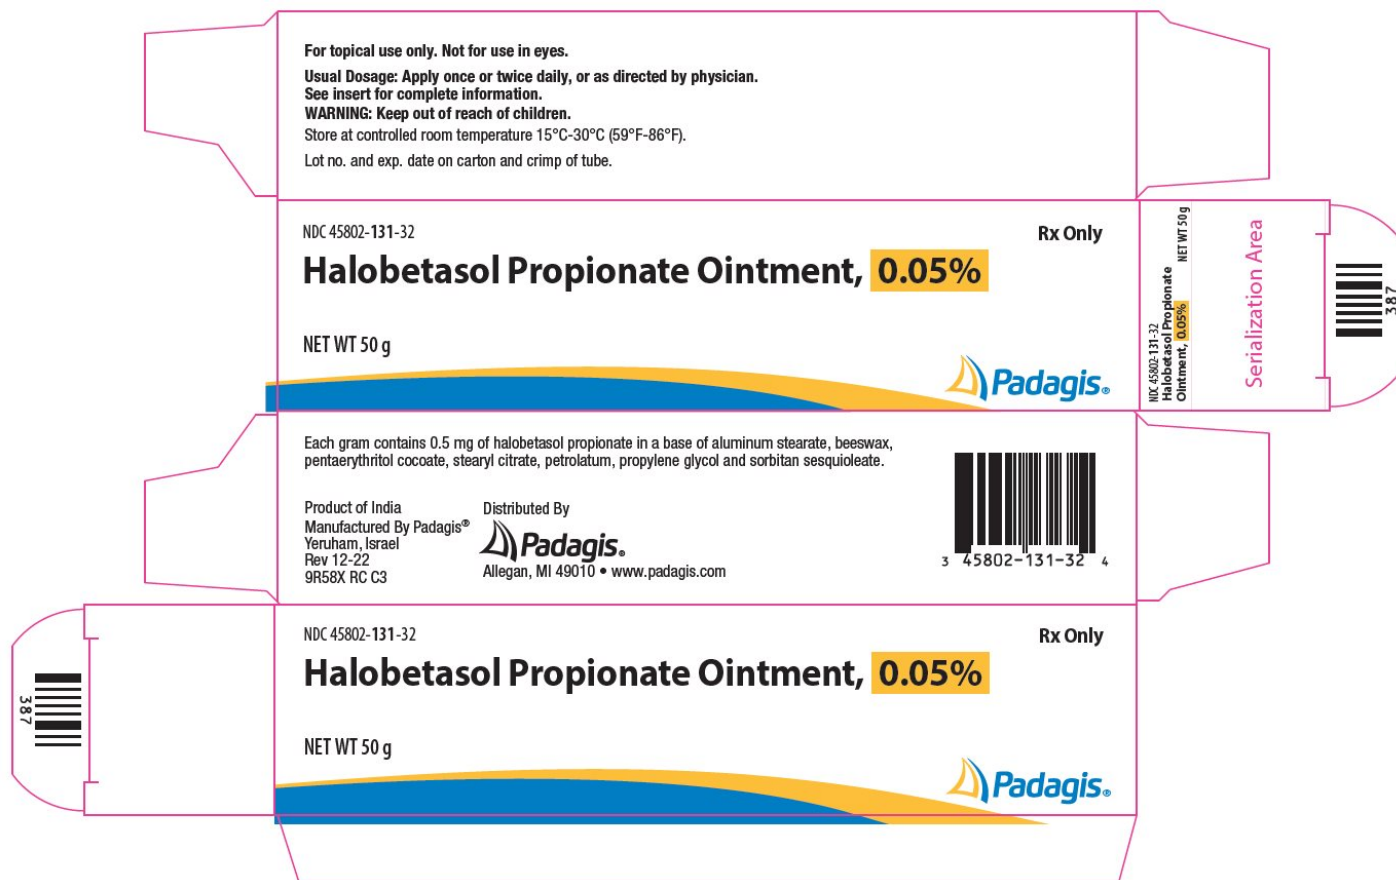 For topical use only. Not for use in eyes.
Usual Dosage: Apply once or twice daily, or as directed by physician.
See insert for complete information.
WARNING: Keep out of reach of children.
Store at controlled room temperature 15°C-30°C (59°F-86°F).
Lot no. and exp. date on carton and crimp of tube.
NDC 45802-131-32
Rx Only
Halobetasol Propionate Ointment, 0.05%
NET WT 50 g
Padagis®
NDC 45802-131-32
Halobetasol Propionate
Ointment, 0.05%
NET WT 50 g
Serialization Area
387
Each gram contains 0.5 mg of halobetasol propionate in a base of aluminum stearate, beeswax,
pentaerythritol cocoate, stearyl citrate, petrolatum, propylene glycol and sorbitan sesquioleate.
Product of India
Manufactured By Padagis®
Yeruham, Israel
Rev 12-22
9R58X RC C3
Distributed By
Padagis®
Allegan, MI 49010 • www.padagis.com
3 45802-131-32 4
NDC 45802-131-32
Rx Only
Halobetasol Propionate Ointment, 0.05%
NET WT 50 g
Padagis®
387